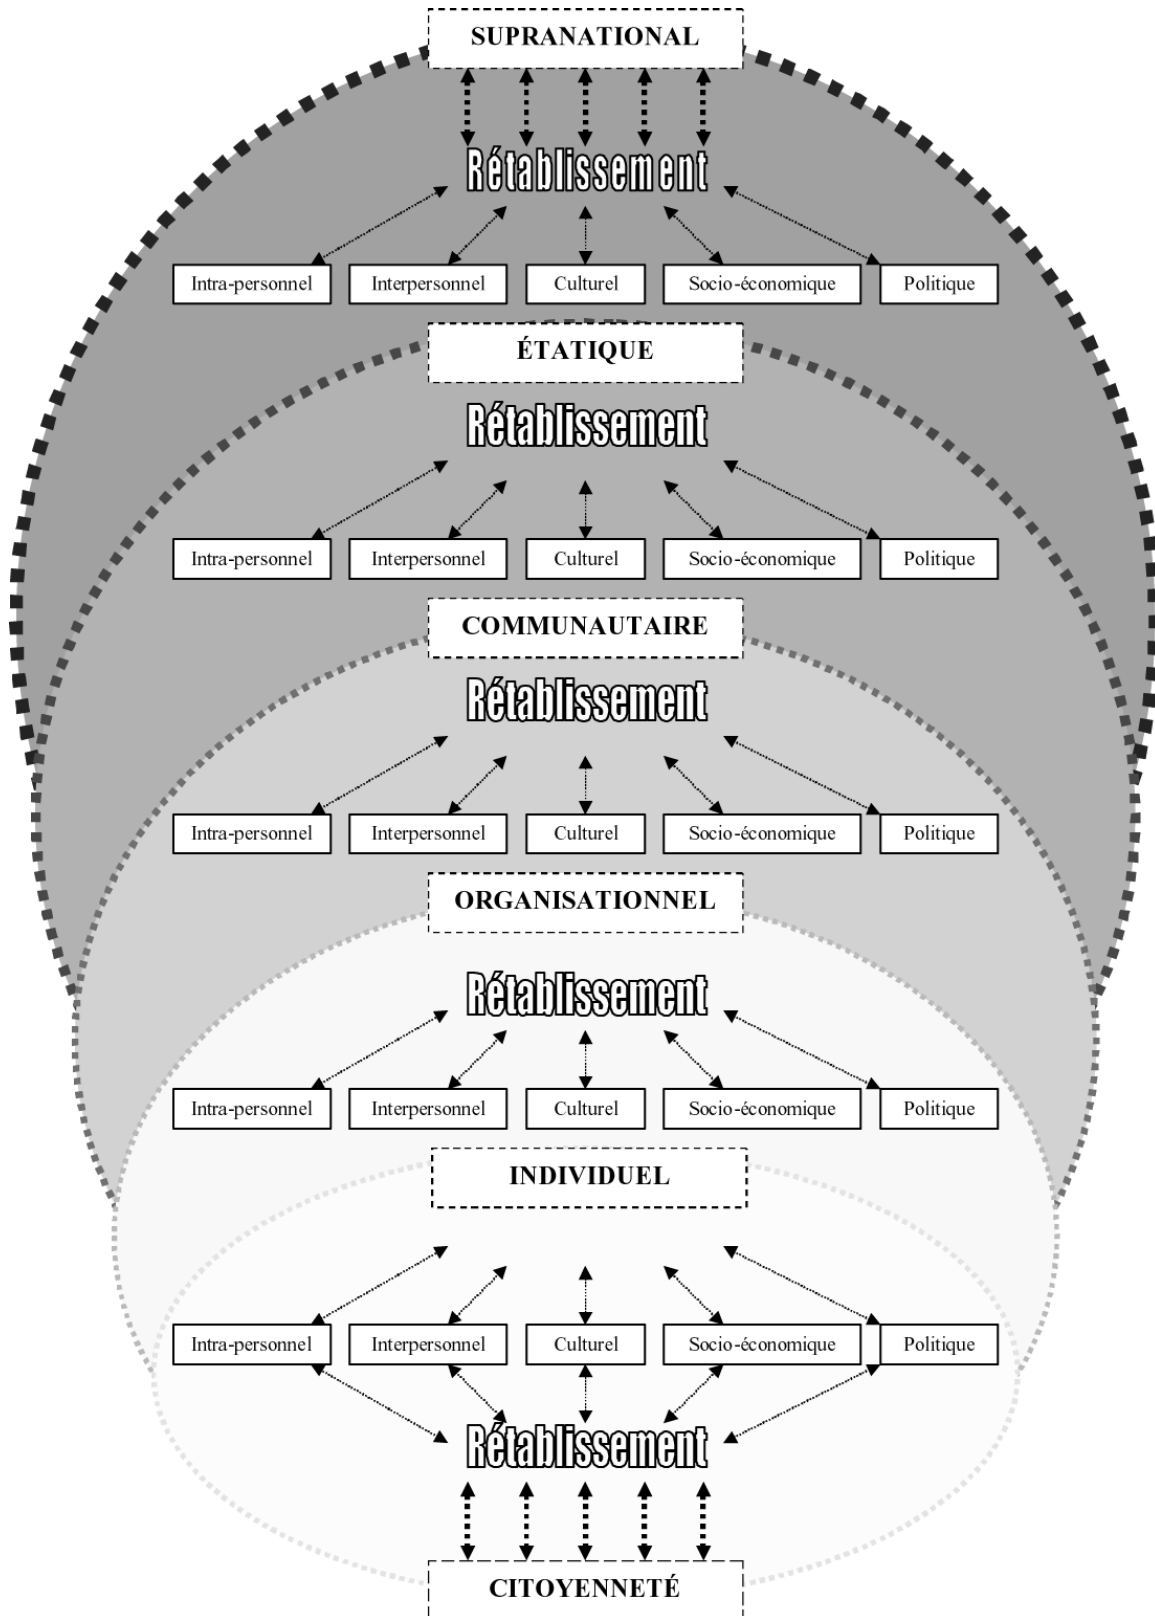 SUPRANATIONAL
Rétablissement
Intra-personnel Interpersonnel Culturel Socio-économique Politique
ÉTATIQUE
Rétablissement
Intra-personnel Interpersonnel Culturel Socio-économique Politique
COMMUNAUTAIRE
Rétablissement
Intra-personnel Interpersonnel Culturel Socio-économique Politique
ORGANISATIONNEL
Rétablissement
Intra-personnel Interpersonnel Culturel Socio-économique Politique
INDIVIDUEL
Intra-personnel Interpersonnel Culturel Socio-économique Politique
Rétablissement
CITOYENNETÉ